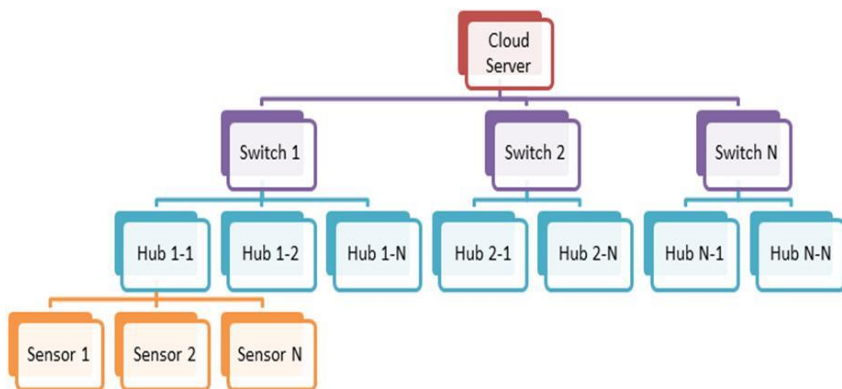 Cloud
Server
Switch 1
Switch 2
Switch N
Hub 1-1
Hub 1-2
Hub 1-N
Hub 2-1
Hub 2-N
Hub N-1
Hub N-N
Sensor 1
Sensor 2
Sensor N